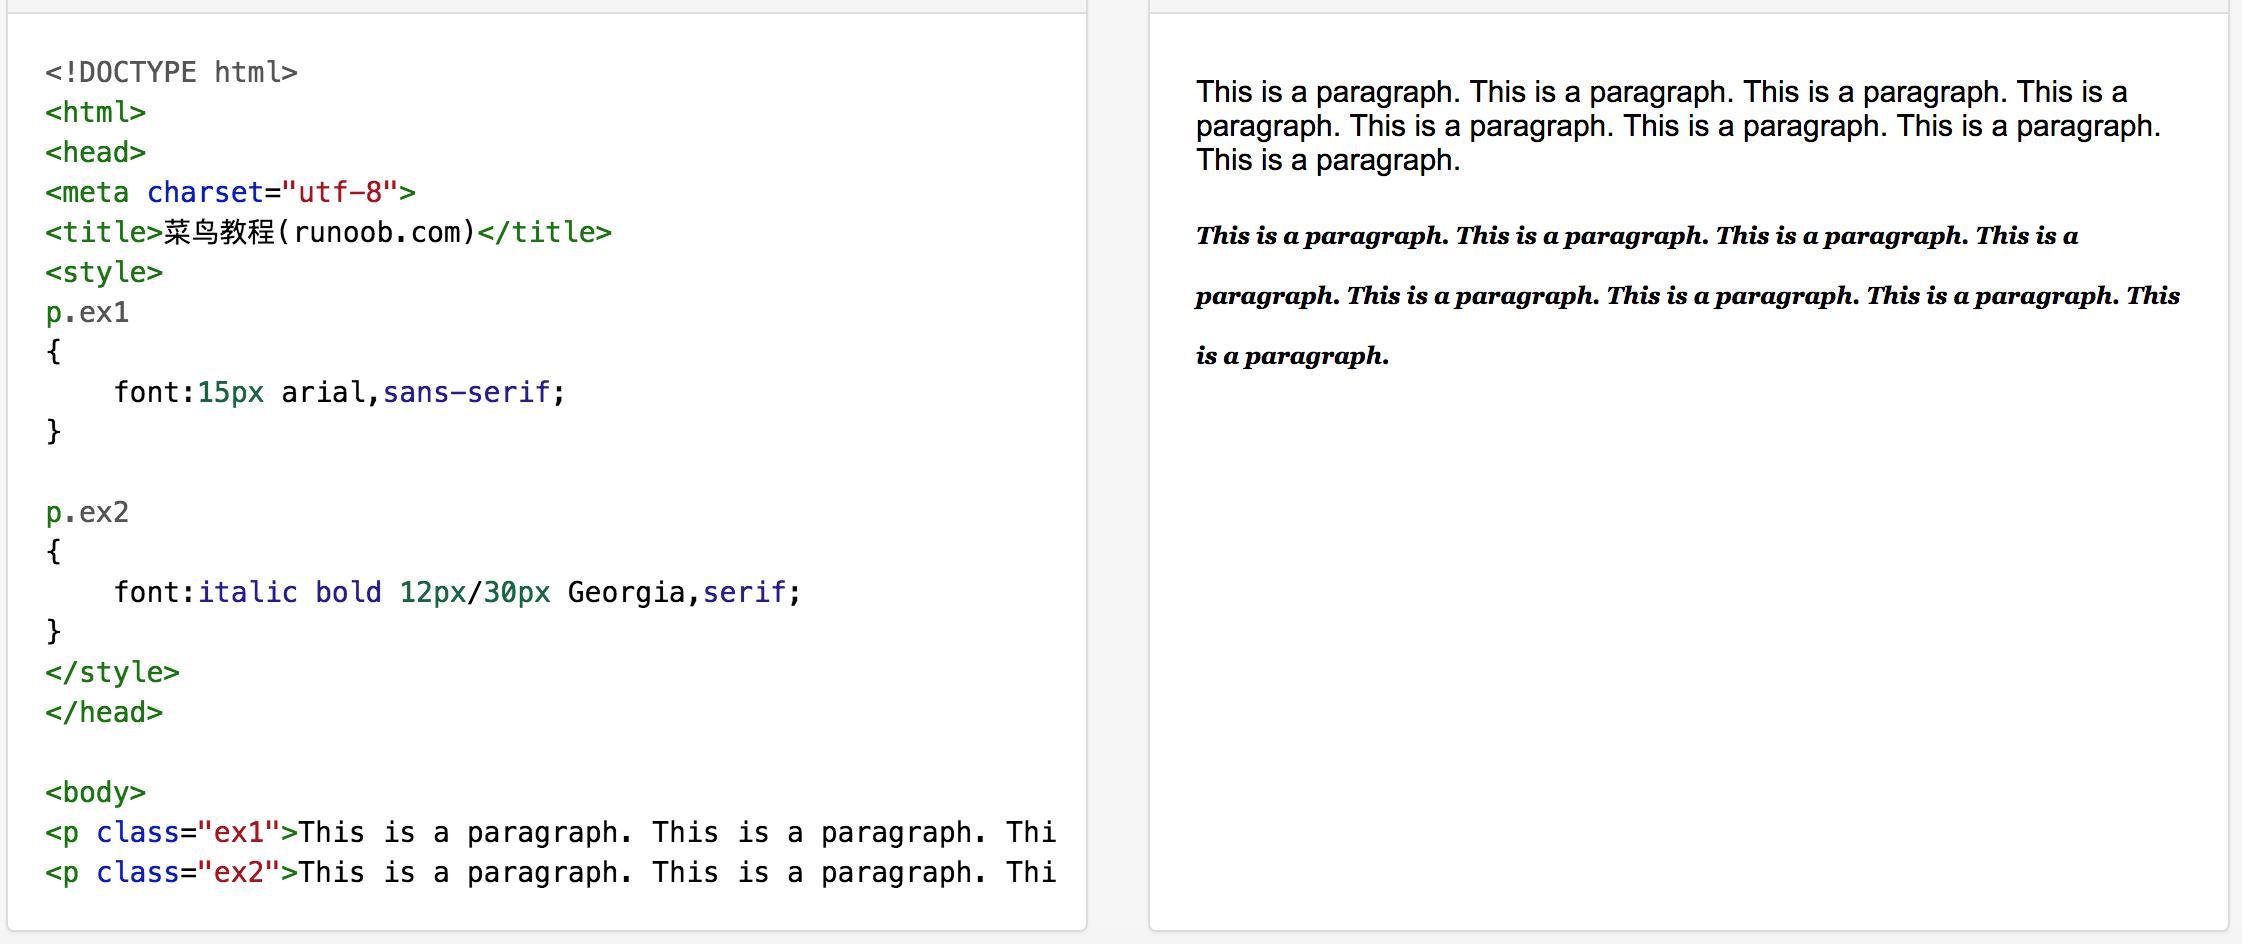 <!DOCTYPE html>
<html>
<head>
<meta charset="utf-8">
<title>菜鸟教程(runoob.com)</title>
<style>
p.ex1
{
    font:15px arial,sans-serif;
}

p.ex2
{
    font:italic bold 12px/30px Georgia,serif;
}
</style>
</head>

<body>
<p class="ex1">This is a paragraph. This is a paragraph. Thi
<p class="ex2">This is a paragraph. This is a paragraph. Thi
This is a paragraph. This is a paragraph. This is a paragraph. This is a
paragraph. This is a paragraph. This is a paragraph. This is a paragraph.
This is a paragraph.
This is a paragraph. This is a paragraph. This is a paragraph. This is a
paragraph. This is a paragraph. This is a paragraph. This is a paragraph. This
is a paragraph.